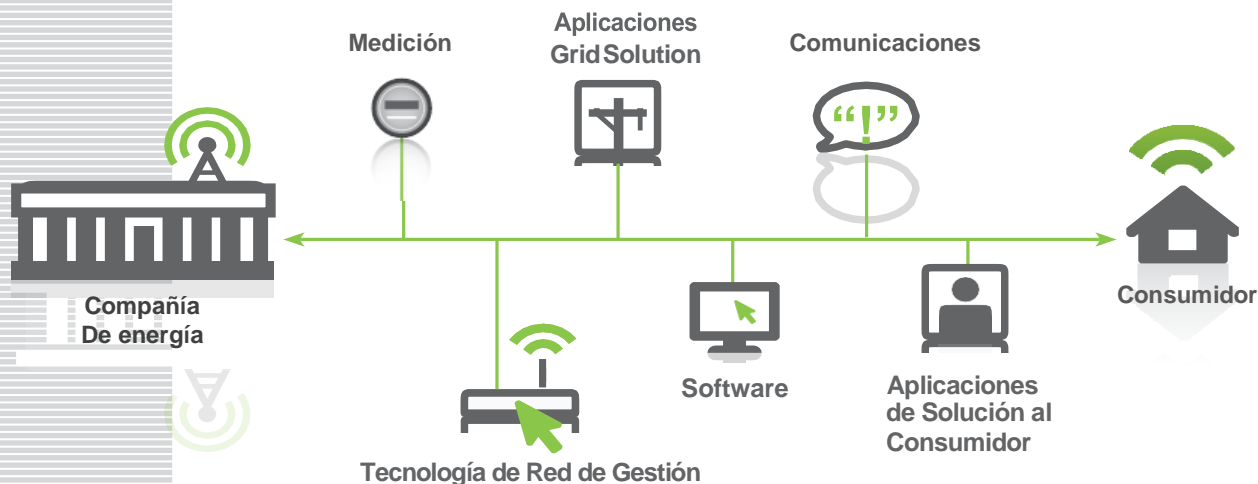 Medición
Aplicaciones
Grid Solution
Comunicaciones
“!”
Compañía
De energía
Consumidor
Software
Aplicaciones
de Solución al
Consumidor
Tecnología de Red de Gestión